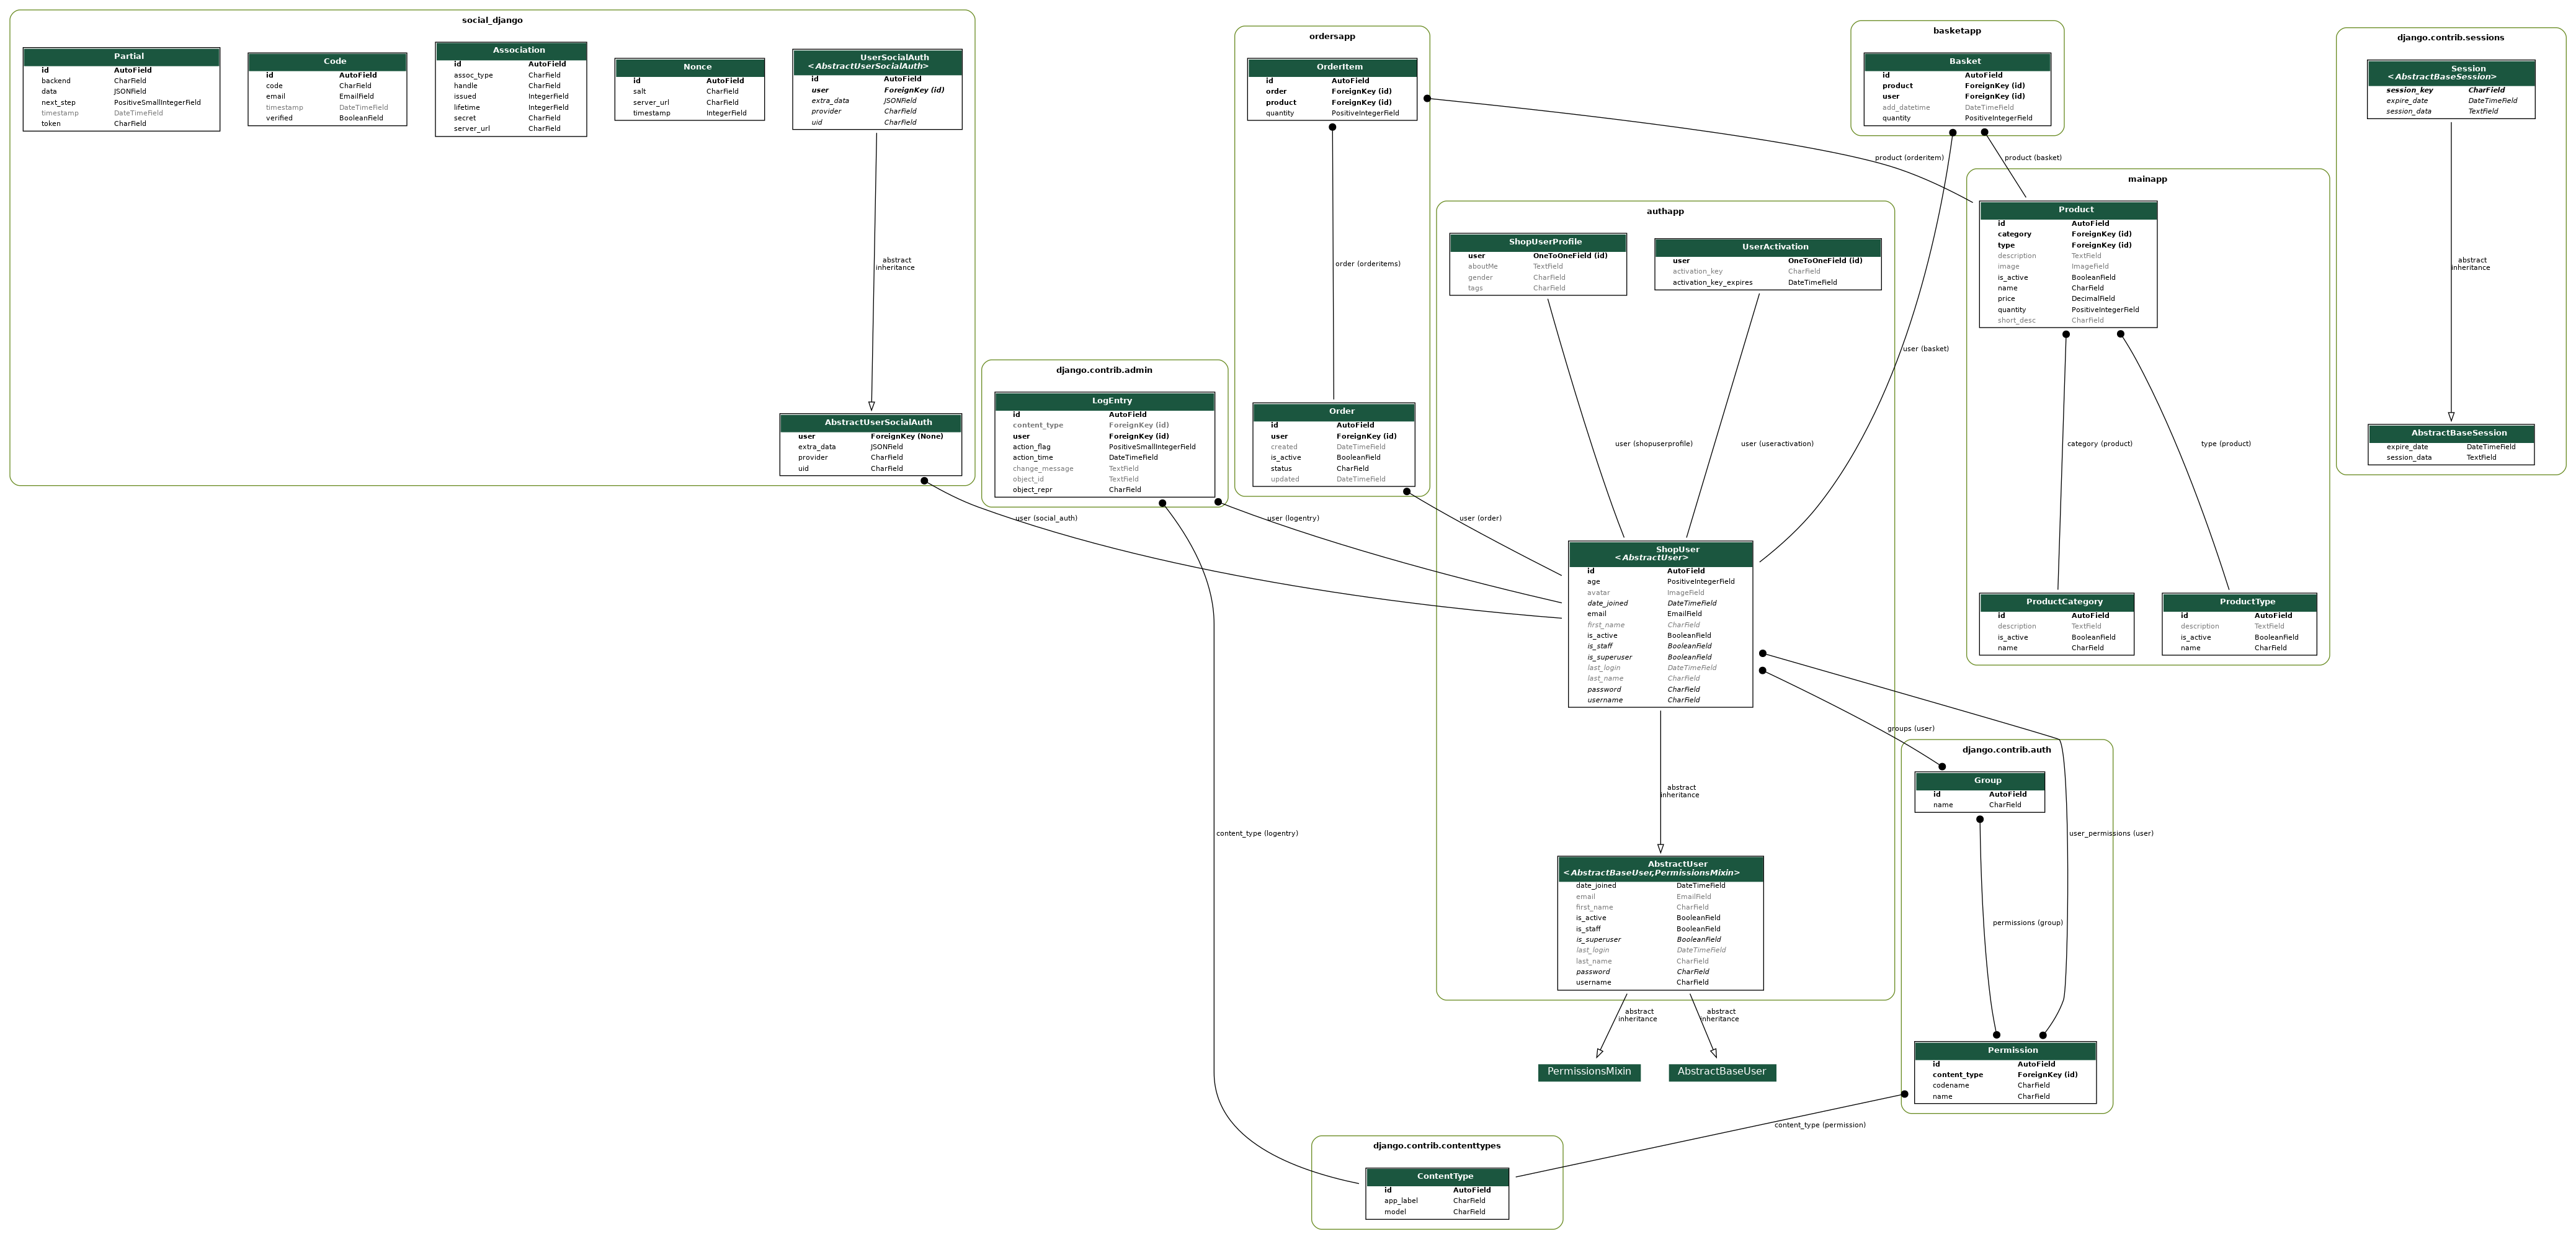 social_django
Partial
id AutoField
backend CharField
data JSONField
next_step PositiveSmallIntegerField
timestamp DateTimeField
token CharField
Code
id AutoField
code CharField
email EmailField
timestamp DateTimeField
verified BooleanField
Association
id AutoField
assoc_type CharField
handle CharField
issued IntegerField
lifetime IntegerField
secret CharField
server_url CharField
Nonce
id AutoField
salt CharField
server_url CharField
timestamp IntegerField
UserSocialAuth
<AbstractUserSocialAuth>
id AutoField
user ForeignKey (id)
extra_data JSONField
provider CharField
uid CharField
abstract
inheritance
AbstractUserSocialAuth
user ForeignKey (None)
extra_data JSONField
provider CharField
uid CharField
user (social_auth)
django.contrib.admin
LogEntry
id AutoField
content_type ForeignKey (id)
user ForeignKey (id)
action_flag PositiveSmallIntegerField
action_time DateTimeField
change_message TextField
object_id TextField
object_repr CharField
user (logentry)
content_type (logentry)
ordersapp
OrderItem
id AutoField
order ForeignKey (id)
product ForeignKey (id)
quantity PositiveIntegerField
product (orderitem)
order (orderitems)
Order
id AutoField
user ForeignKey (id)
created DateTimeField
is_active BooleanField
status CharField
updated DateTimeField
user (order)
basketapp
Basket
id AutoField
product ForeignKey (id)
user ForeignKey (id)
add_datetime DateTimeField
quantity PositiveIntegerField
product (basket)
user (basket)
authapp
ShopUserProfile
user OneToOneField (id)
aboutMe TextField
gender CharField
tags CharField
UserActivation
user OneToOneField (id)
activation_key CharField
activation_key_expires DateTimeField
user (shopuserprofile)
user (useractivation)
ShopUser
<AbstractUser>
id AutoField
age PositiveIntegerField
avatar ImageField
date_joined DateTimeField
email EmailField
first_name CharField
is_active BooleanField
is_staff BooleanField
is_superuser BooleanField
last_login DateTimeField
last_name CharField
password CharField
username CharField
abstract
inheritance
AbstractUser
<AbstractBaseUser,PermissionsMixin>
date_joined DateTimeField
email EmailField
first_name CharField
is_active BooleanField
is_staff BooleanField
is_superuser BooleanField
last_login DateTimeField
last_name CharField
password CharField
username CharField
abstract
inheritance
abstract
inheritance
PermissionsMixin
AbstractBaseUser
mainapp
Product
id AutoField
category ForeignKey (id)
type ForeignKey (id)
description TextField
image ImageField
is_active BooleanField
name CharField
price DecimalField
quantity PositiveIntegerField
short_desc CharField
category (product)
type (product)
ProductCategory
id AutoField
description TextField
is_active BooleanField
name CharField
ProductType
id AutoField
description TextField
is_active BooleanField
name CharField
django.contrib.sessions
Session
<AbstractBaseSession>
session_key CharField
expire_date DateTimeField
session_data TextField
abstract
inheritance
AbstractBaseSession
expire_date DateTimeField
session_data TextField
groups (user)
django.contrib.auth
Group
id AutoField
name CharField
user_permissions (user)
permissions (group)
Permission
id AutoField
content_type ForeignKey (id)
codename CharField
name CharField
content_type (permission)
django.contrib.contenttypes
ContentType
id AutoField
app_label CharField
model CharField